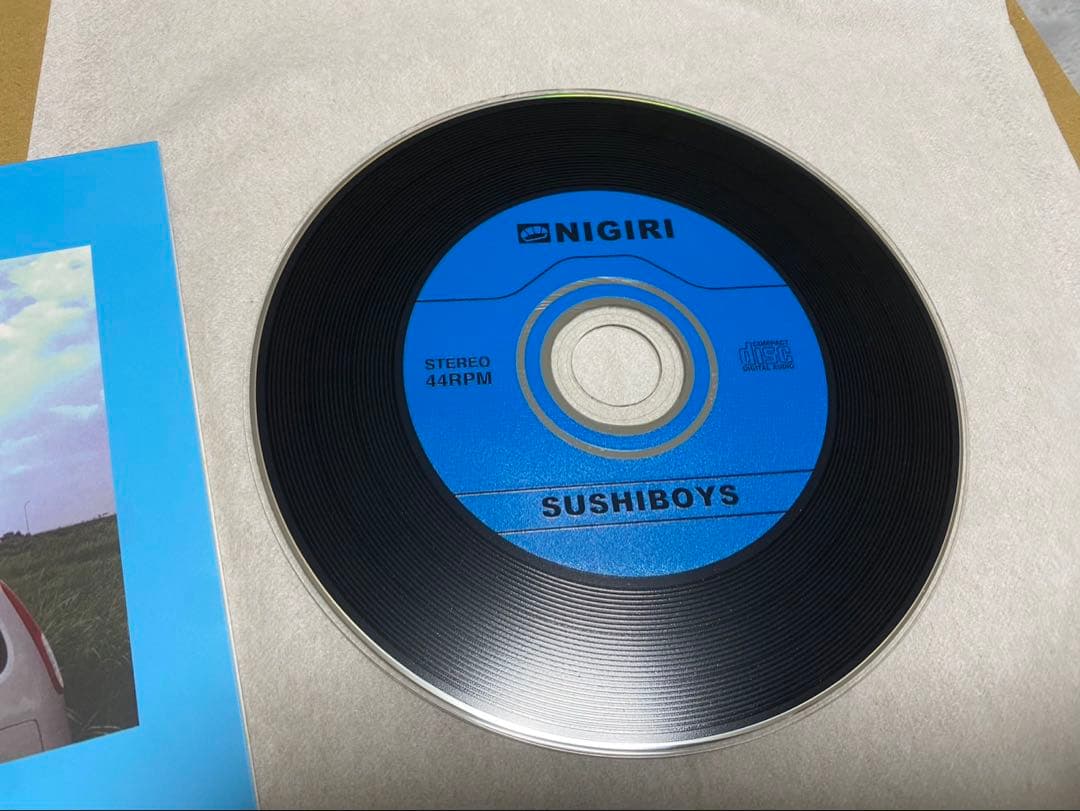 NIGIRI
STEREO
44RPM
COMPACT
disc
DIGITAL AUDIO
SUSHIBOYS